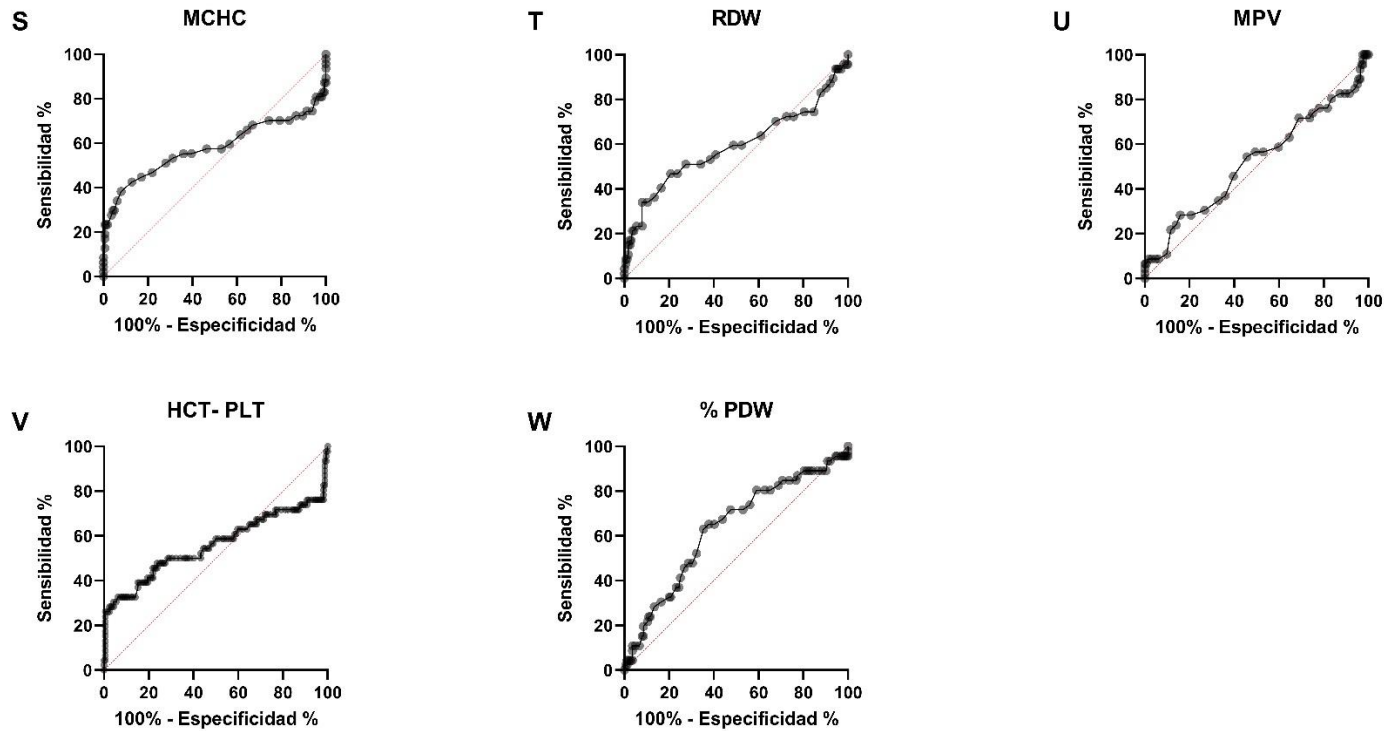 S
MCHC
Sensibilidad %
100
80
60
40
20
0
0 20 40 60 80 100
100% - Especificidad %
T
RDW
Sensibilidad %
100
80
60
40
20
0
0 20 40 60 80 100
100% - Especificidad %
U
MPV
Sensibilidad %
100
80
60
40
20
0
0 20 40 60 80 100
100% - Especificidad %
V
HCT- PLT
Sensibilidad %
100
80
60
40
20
0
0 20 40 60 80 100
100% - Especificidad %
W
% PDW
Sensibilidad %
100
80
60
40
20
0
0 20 40 60 80 100
100% - Especificidad %